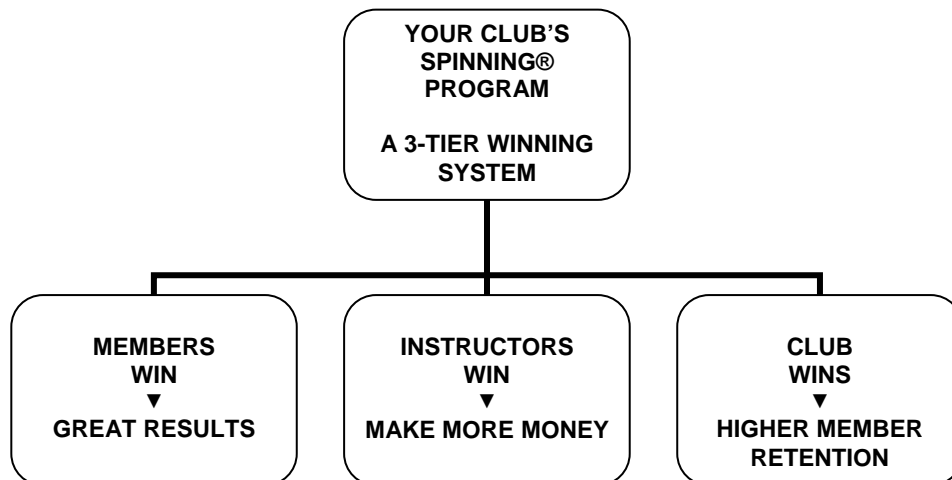 YOUR CLUB’S
SPINNING®
PROGRAM
A 3-TIER WINNING
SYSTEM
MEMBERS
WIN
▼
GREAT RESULTS
INSTRUCTORS
WIN
▼
MAKE MORE MONEY
CLUB
WINS
▼
HIGHER MEMBER
RETENTION